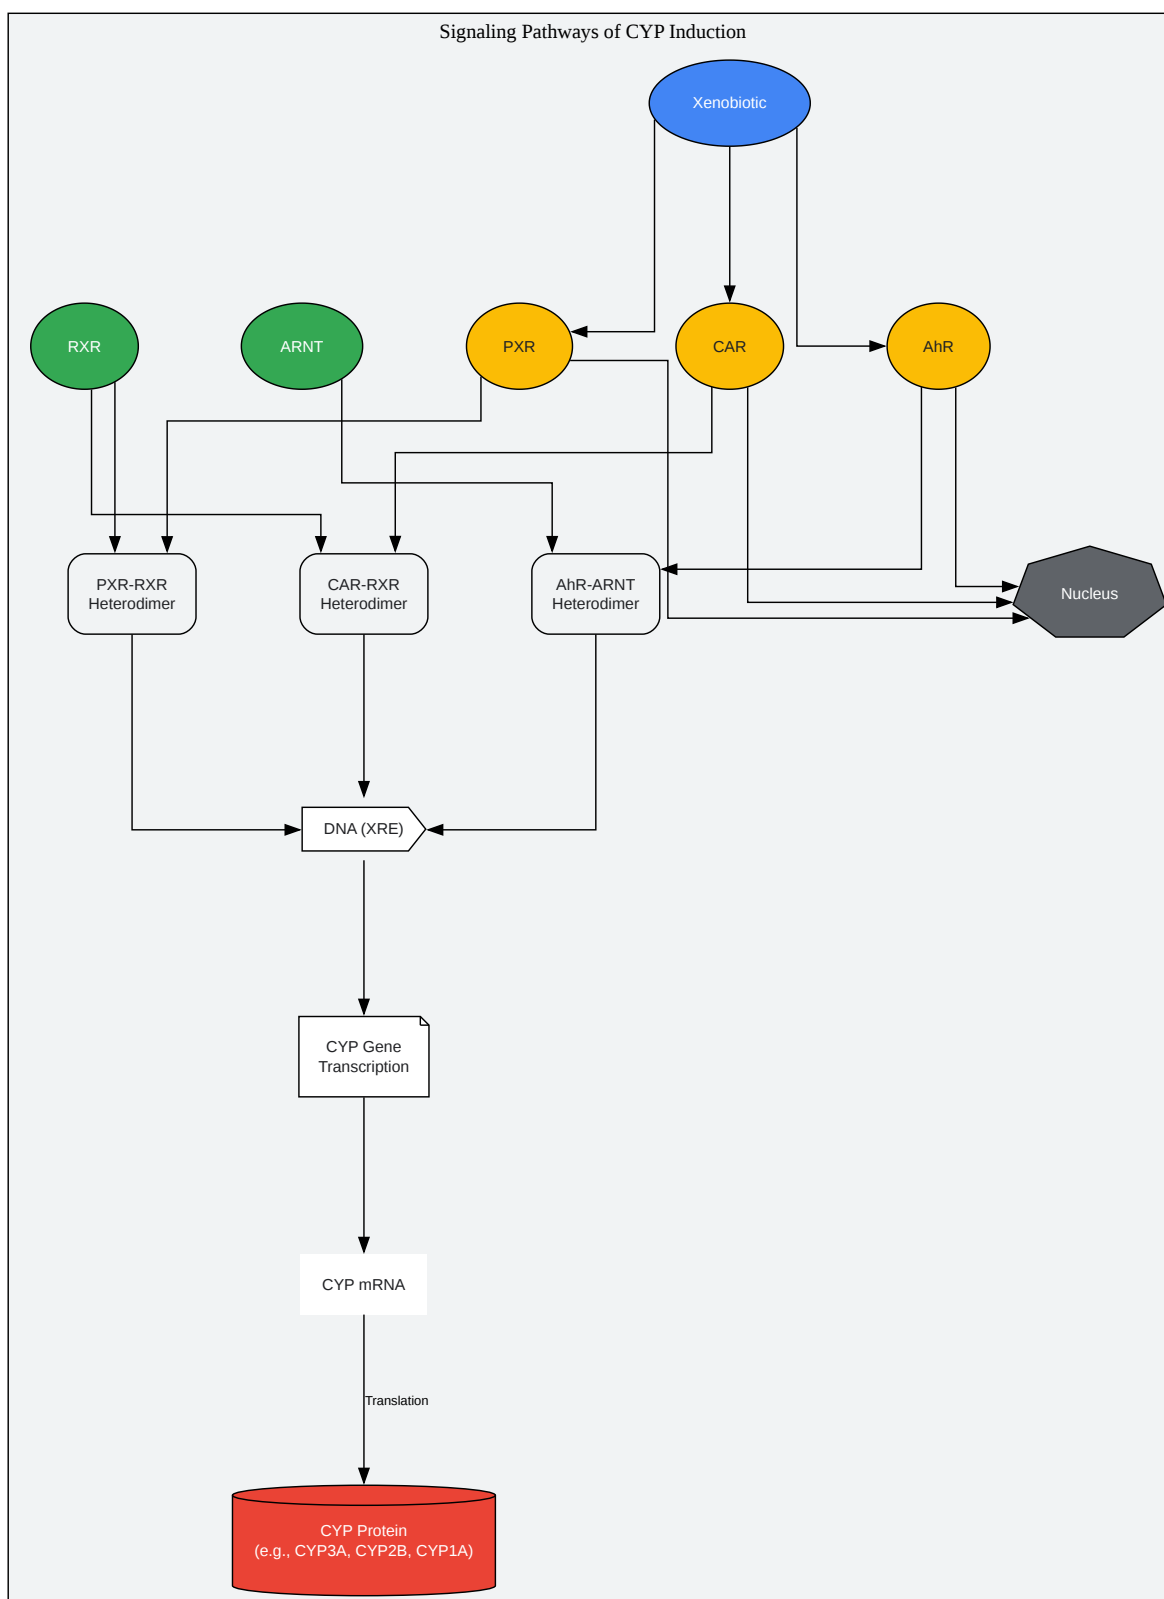 Signaling Pathways of CYP Induction
Xenobiotic
RXR
ARNT
PXR
CAR
AhR
PXR-RXR
Heterodimer
CAR-RXR
Heterodimer
AhR-ARNT
Heterodimer
Nucleus
DNA (XRE)
CYP Gene
Transcription
CYP mRNA
Translation
CYP Protein
(e.g., CYP3A, CYP2B, CYP1A)